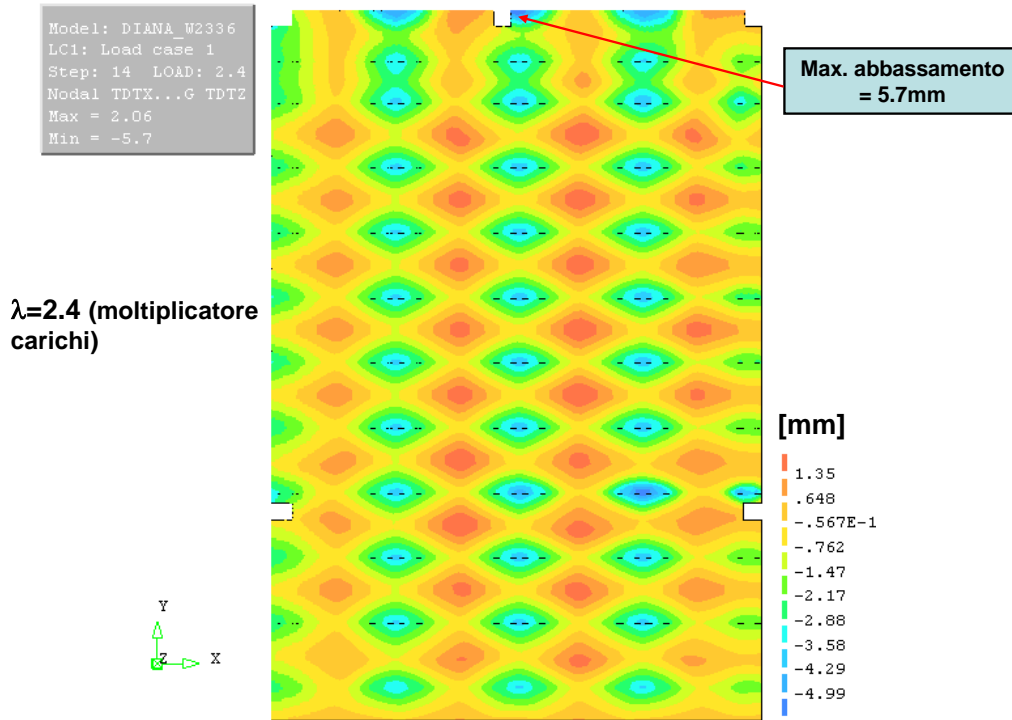 Model: DIANA_W2336
LC1: Load case 1
Step: 14 LOAD: 2.4
Nodal TDTX...G TDTZ
Max = 2.06
Min = -5.7
Max. abbassamento
= 5.7mm
λ=2.4 (moltiplicatore
carichi)
[mm]
1.35
.648
-.567E-1
-.762
-1.47
-2.17
-2.88
-3.58
-4.29
-4.99
Y
Z X